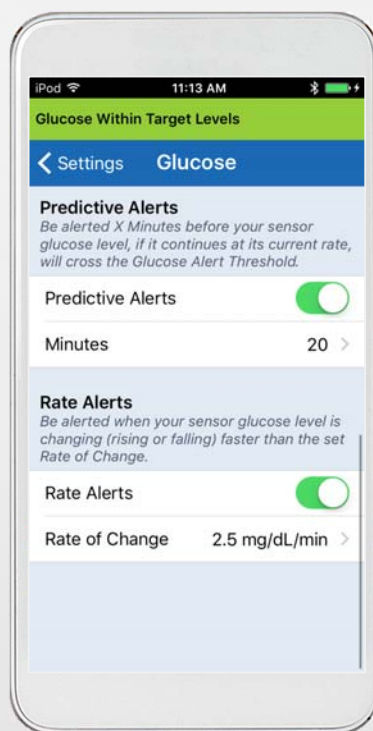 iPod 11:13 AM
Glucose Within Target Levels
Settings Glucose
Predictive Alerts
Be alerted X Minutes before your sensor
glucose level, if it continues at its current rate,
will cross the Glucose Alert Threshold.
Predictive Alerts
Minutes 20
Rate Alerts
Be alerted when your sensor glucose level is
changing (rising or falling) faster than the set
Rate of Change.
Rate Alerts
Rate of Change 2.5 mg/dL/min